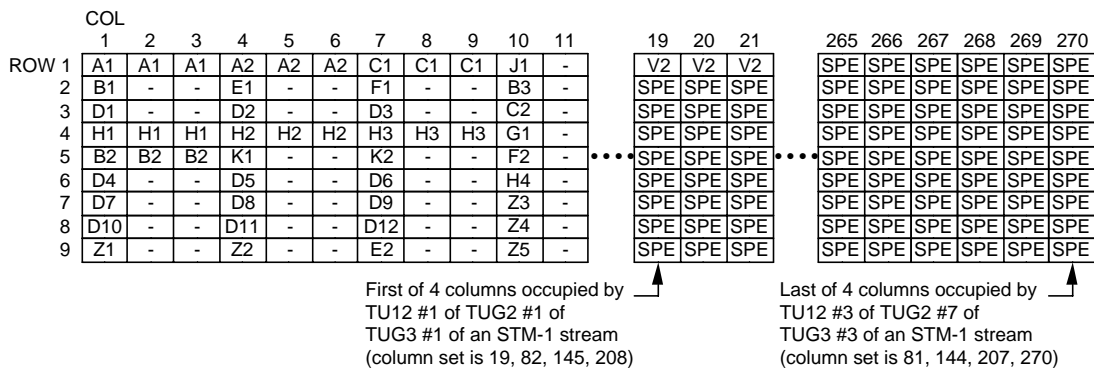 COL
1 2 3 4 5 6 7 8 9 10 11 19 20 21 265 266 267 268 269 270
ROW 1 A1 A1 A1 A2 A2 A2 C1 C1 C1 J1 - V2 V2 V2 SPE SPE SPE SPE SPE SPE
2 B1 - - E1 - - F1 - - B3 SPE SPE SPE SPE SPE SPE SPE SPE SPE
3 D1 - - D2 - - D3 - - C2 SPE SPE SPE SPE SPE SPE SPE SPE SPE
4 H1 H1 H1 H2 H2 H2 H3 H3 H3 G1 - SPE SPE SPE SPE SPE SPE SPE SPE SPE
5 B2 B2 B2 K1 - - K2 - - F2 - •••• SPE SPE SPE •••• SPE SPE SPE SPE SPE SPE
6 D4 - - D5 - - D6 - - H4 - SPE SPE SPE SPE SPE SPE SPE SPE SPE
7 D7 - - D8 - - D9 - - Z3 - SPE SPE SPE SPE SPE SPE SPE SPE SPE
8 D10 - - D11 - - D12 - - Z4 - SPE SPE SPE SPE SPE SPE SPE SPE SPE
9 Z1 - - Z2 - - E2 - - Z5 - SPE SPE SPE SPE SPE SPE SPE SPE SPE
First of 4 columns occupied by
TU12 #1 of TUG2 #1 of
TUG3 #1 of an STM-1 stream
(column set is 19, 82, 145, 208)
Last of 4 columns occupied by
TU12 #3 of TUG2 #7 of
TUG3 #3 of an STM-1 stream
(column set is 81, 144, 207, 270)